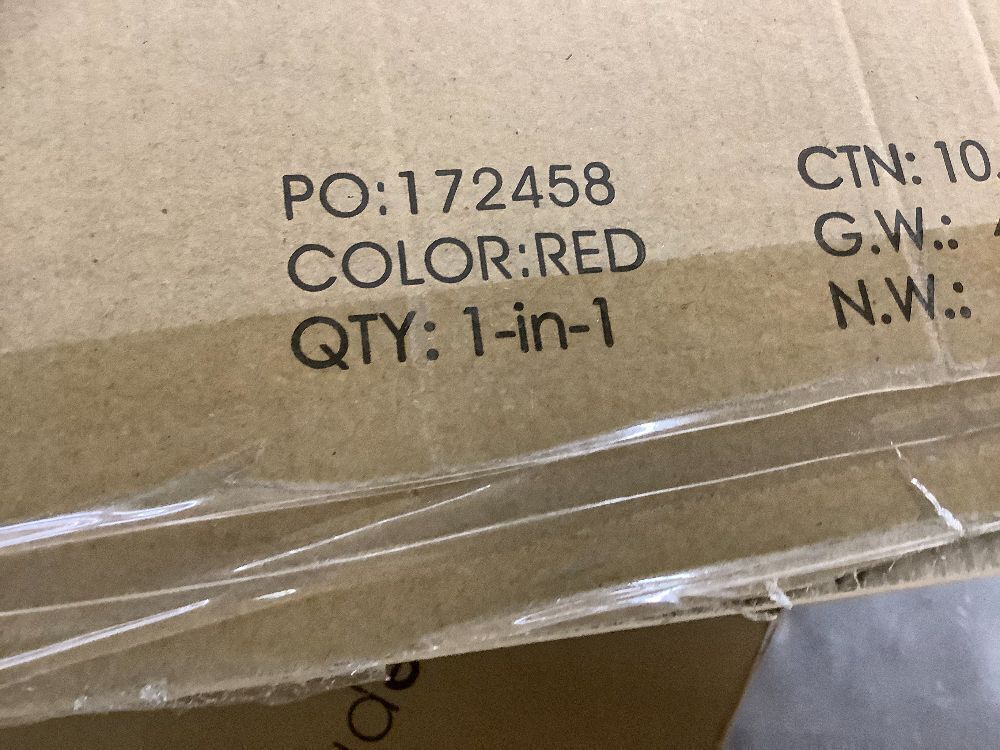 PO:172458
COLOR:RED
QTY: 1-in-1
CTN: 10.
G.W.:
N.W.: